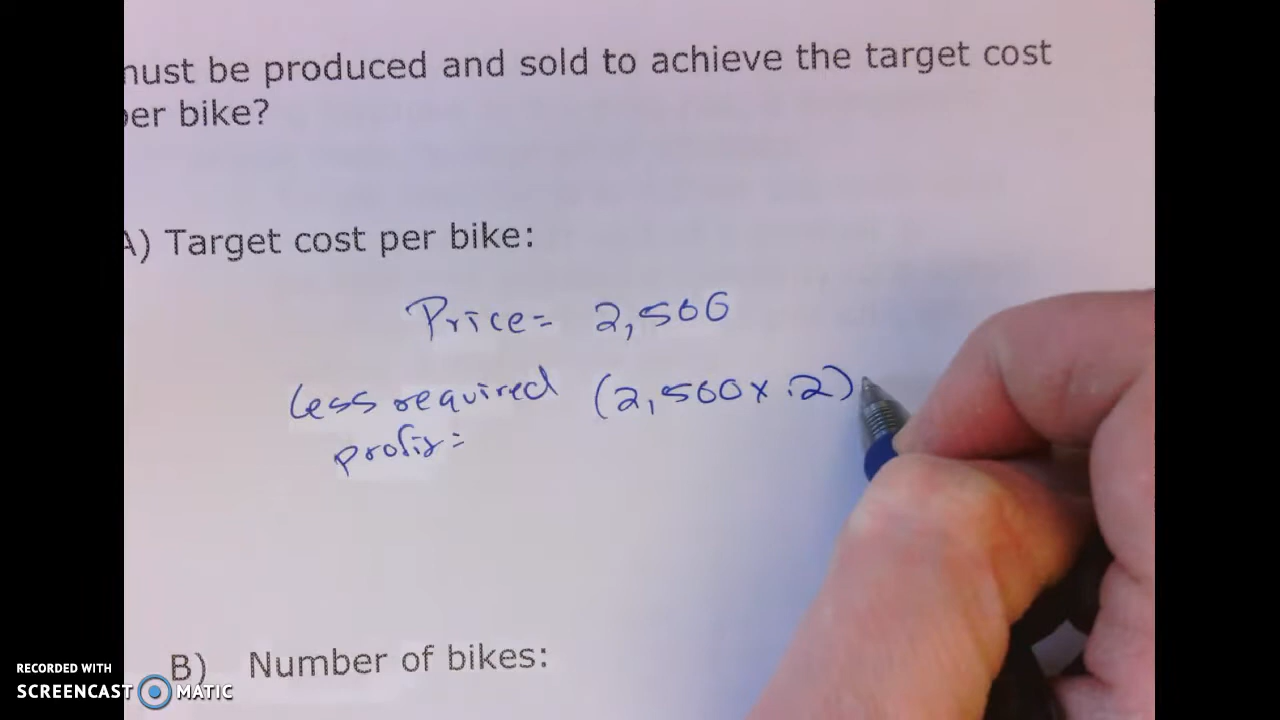 must be produced and sold to achieve the target cost
per bike?
A) Target cost per bike:
Price= 2,500
less required (2,500 x .2)
profit=
B) Number of bikes:
RECORDED WITH
SCREENCAST MATIC